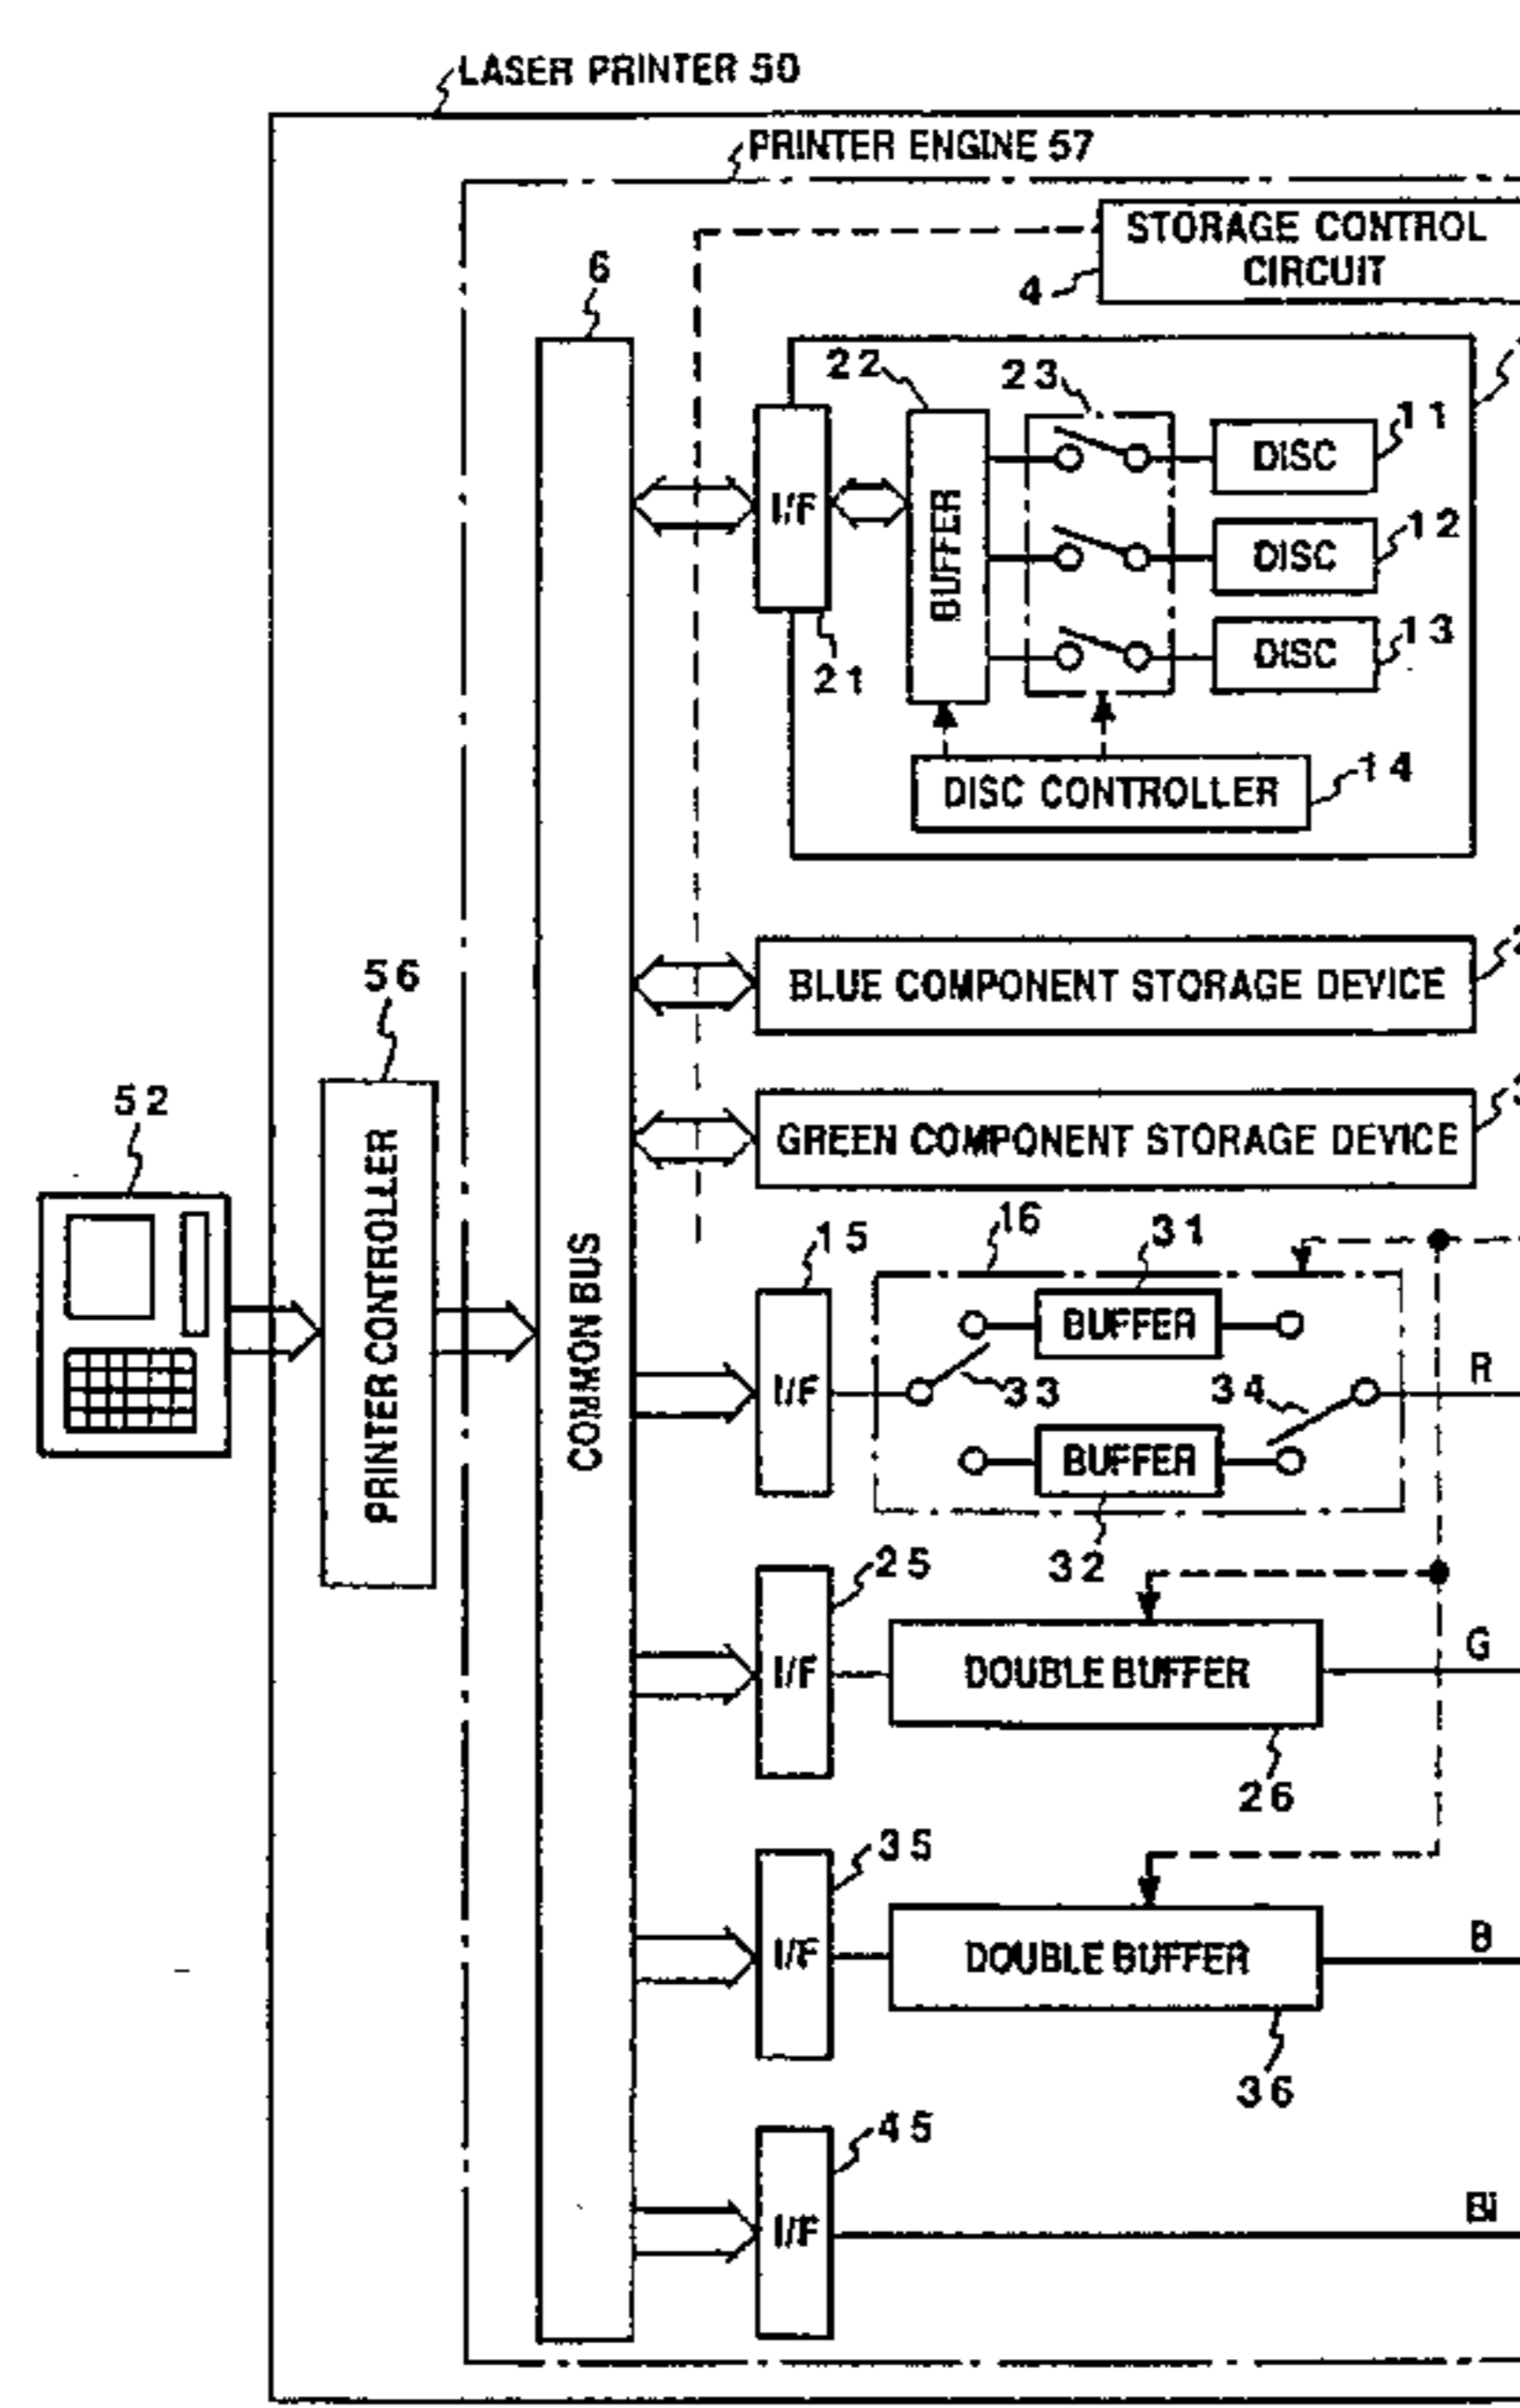 LASER PRINTER 50
PRINTER ENGINE 57
STORAGE CONTROL
CIRCUIT
4
6
22
23
11
DISC
I/F
BUFFER
12
DISC
13
DISC
21
14
DISC CONTROLLER
BLUE COMPONENT STORAGE DEVICE
2
56
GREEN COMPONENT STORAGE DEVICE
52
PRINTER CONTROLLER
COMMON BUS
15
16
31
BUFFER
I/F
33
34
R
BUFFER
32
25
I/F
DOUBLE BUFFER
G
26
35
I/F
DOUBLE BUFFER
B
36
45
I/F